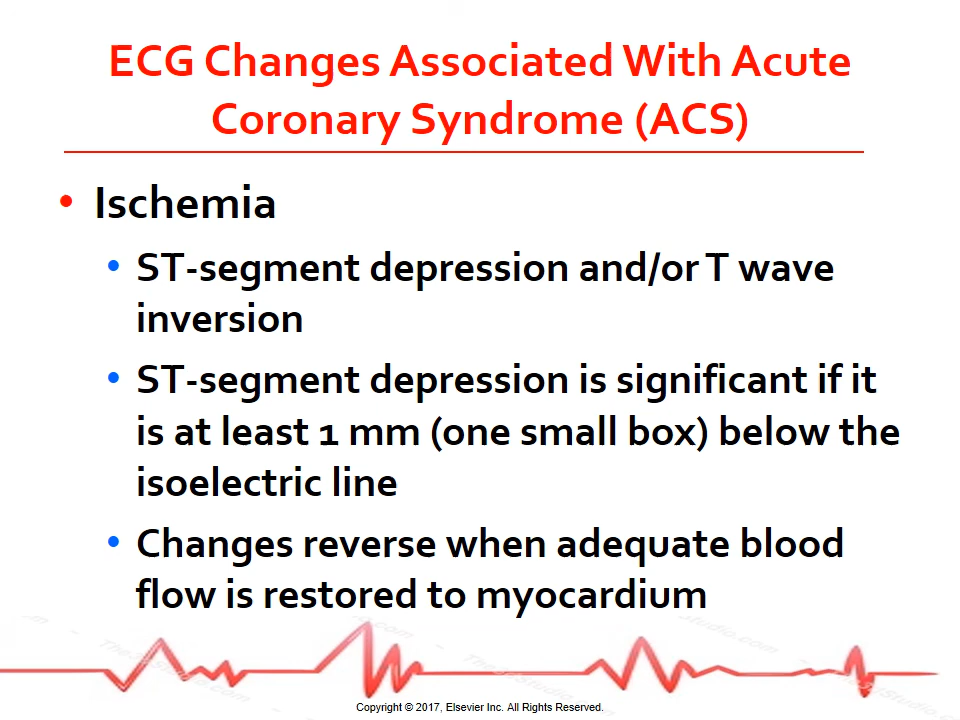 ECG Changes Associated With Acute
Coronary Syndrome (ACS)
• Ischemia
• ST-segment depression and/or T wave
inversion
• ST-segment depression is significant if it
is at least 1 mm (one small box) below the
isoelectric line
• Changes reverse when adequate blood
flow is restored to myocardium
Copyright © 2017, Elsevier Inc. All Rights Reserved.